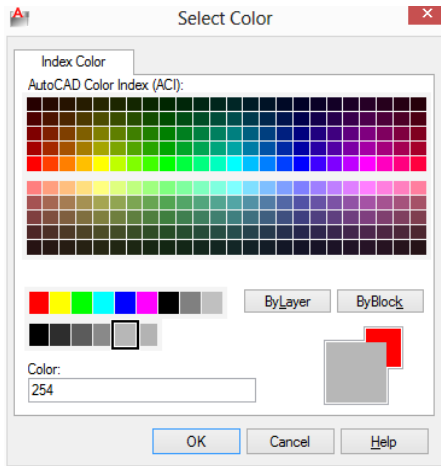 Select Color
Index Color
AutoCAD Color Index (ACI):
ByLayer ByBlock
Color:
254
OK Cancel Help